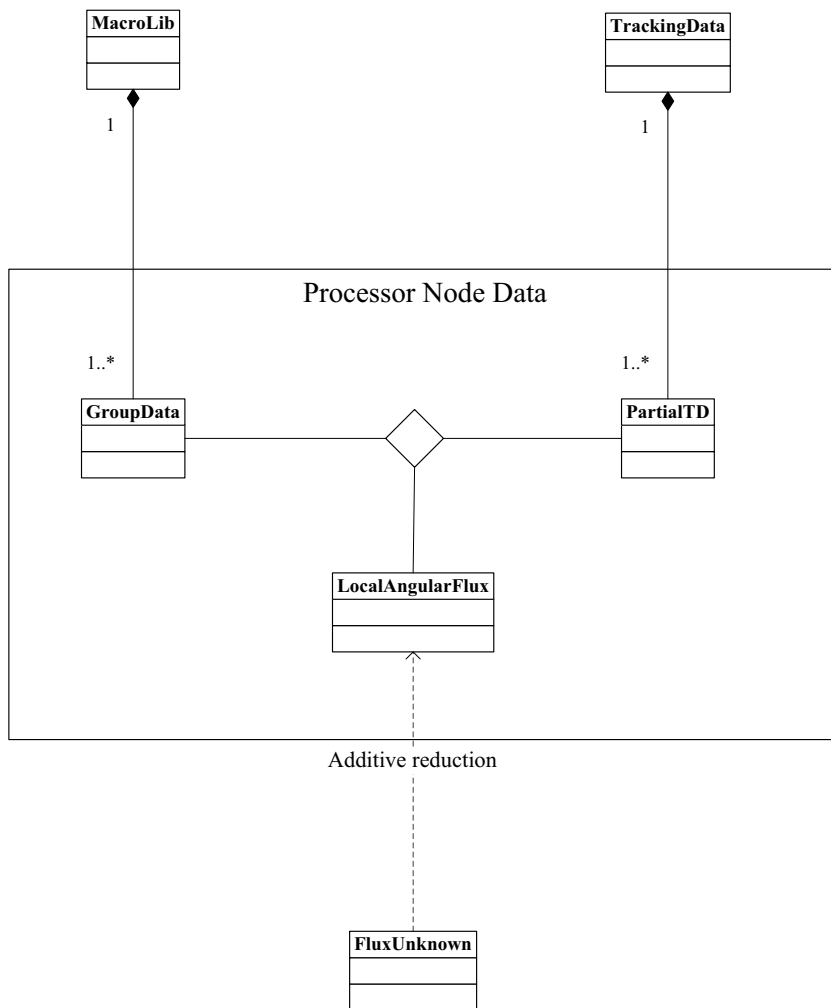 MacroLib
TrackingData
1
1
Processor Node Data
1..*
1..*
GroupData
PartialTD
LocalAngularFlux
Additive reduction
FluxUnknown